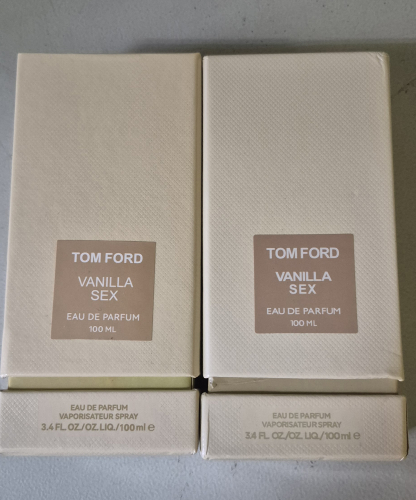 TOM FORD
VANILLA
SEX
EAU DE PARFUM
100 ML
EAU DE PARFUM
VAPORISATEUR SPRAY
3.4 FL. OZ./OZ. LIQ./100 ml e
TOM FORD
VANILLA
SEX
EAU DE PARFUM
100 ML
EAU DE PARFUM
VAPORISATEUR SPRAY
3.4 FL. OZ./OZ. LIQ./100 ml e